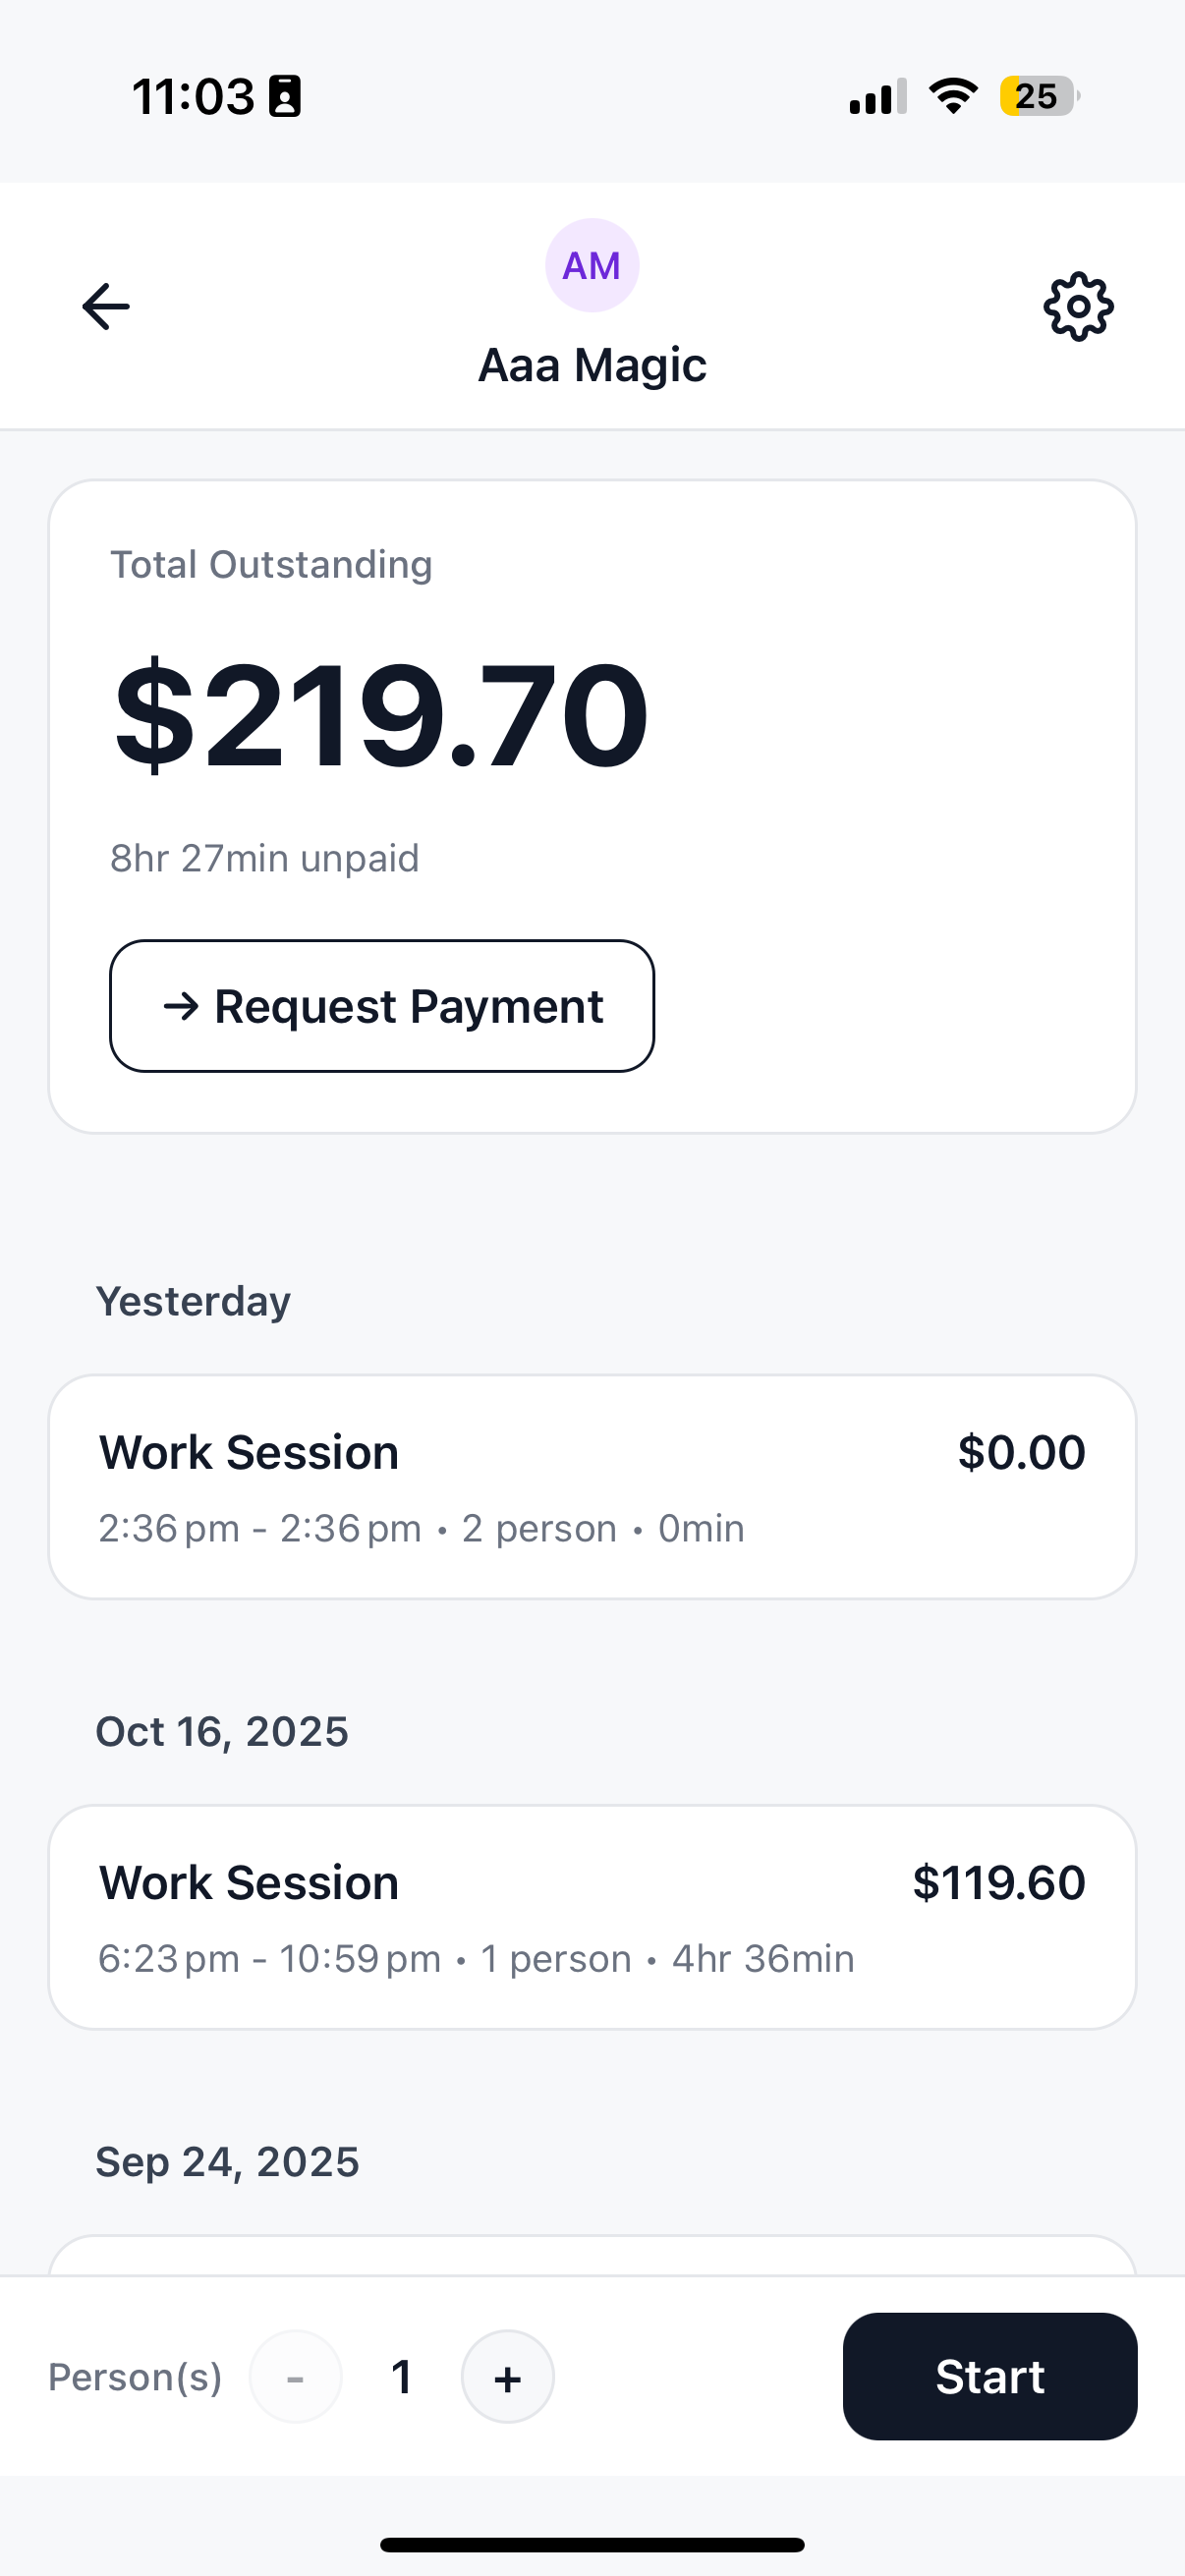 11:03
25
AM
Aaa Magic
Total Outstanding
$219.70
8hr 27min unpaid
→ Request Payment
Yesterday
Work Session $0.00
2:36 pm - 2:36 pm • 2 person • 0min
Oct 16, 2025
Work Session $119.60
6:23 pm - 10:59 pm • 1 person • 4hr 36min
Sep 24, 2025
Person(s) - 1 + Start